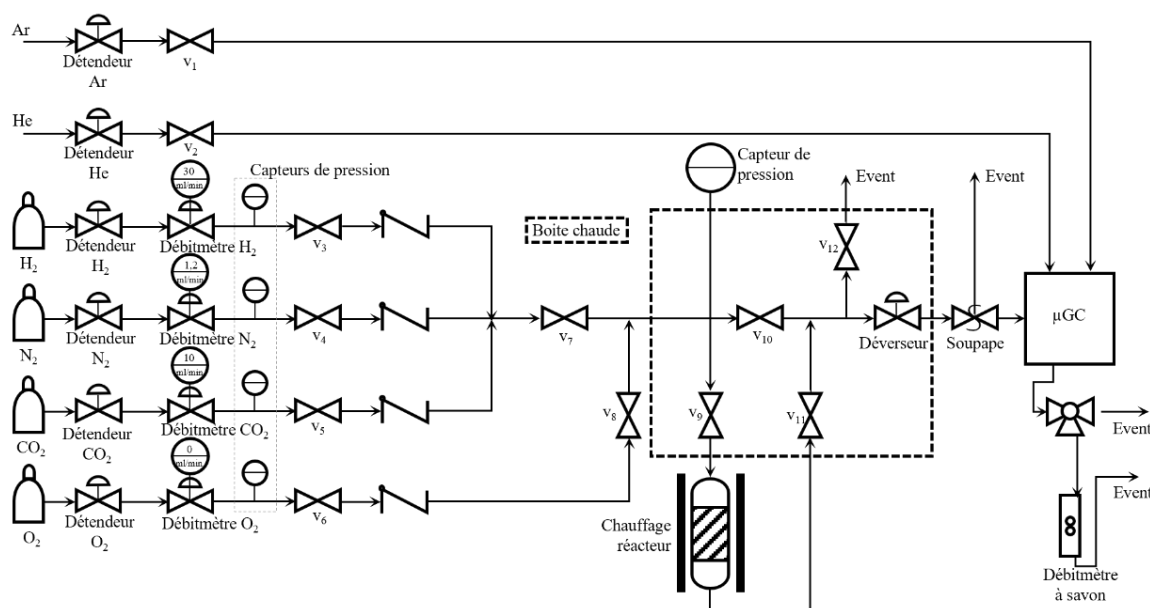 Ar
Détendeur
Ar
v₁
He
Détendeur
He
v₂
30
ml/min
Capteurs de pression
Capteur de
pression
Event
Event
H₂
Détendeur
H₂
Débitmètre H₂
v₃
Boite chaude
v₁₂
1,2
ml/min
N₂
Détendeur
N₂
Débitmètre N₂
v₄
v₇
v₁₀
Déverseur
Soupape
µGC
10
ml/min
CO₂
Détendeur
CO₂
Débitmètre CO₂
v₅
v₈
v₉
v₁₁
Event
0
ml/min
O₂
Détendeur
O₂
Débitmètre O₂
v₆
Chauffage
réacteur
Event
Débitmètre
à savon